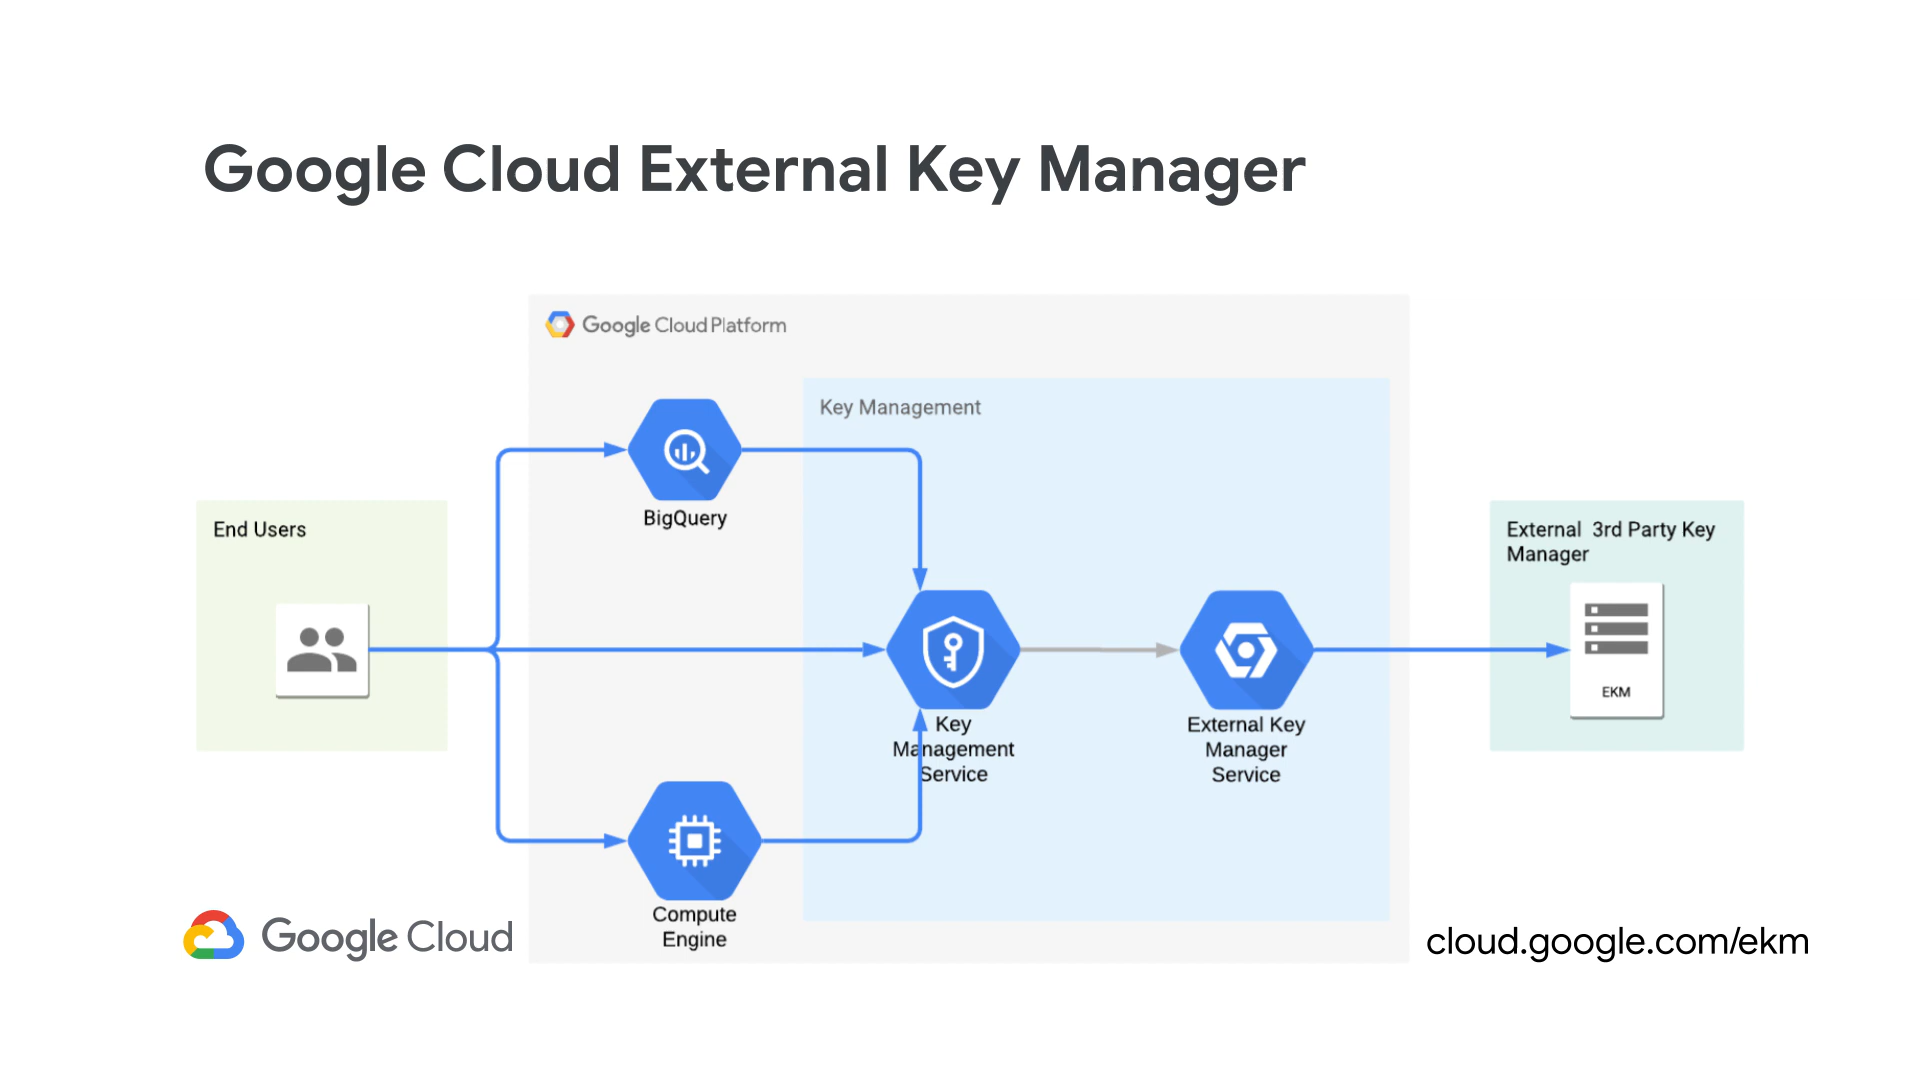 Google Cloud External Key Manager
Google Cloud Platform
Key Management
BigQuery
End Users
External 3rd Party Key
Manager
EKM
Key
Management
Service
External Key
Manager
Service
Compute
Engine
Google Cloud
cloud.google.com/ekm